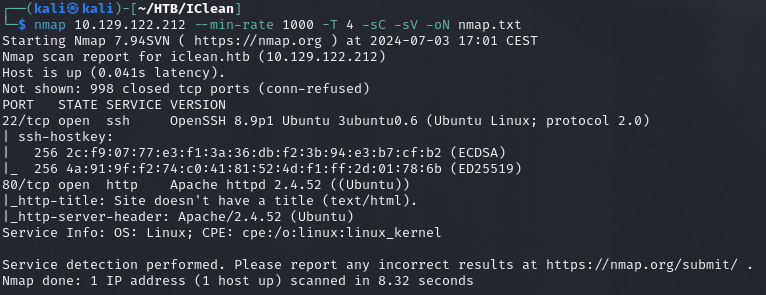 ┌──(kali㉿kali)-[~/HTB/IClean]
└─$ nmap 10.129.122.212 --min-rate 1000 -T 4 -sC -sV -oN nmap.txt
Starting Nmap 7.94SVN ( https://nmap.org ) at 2024-07-03 17:01 CEST
Nmap scan report for iclean.htb (10.129.122.212)
Host is up (0.041s latency).
Not shown: 998 closed tcp ports (conn-refused)
PORT   STATE SERVICE VERSION
22/tcp open  ssh     OpenSSH 8.9p1 Ubuntu 3ubuntu0.6 (Ubuntu Linux; protocol 2.0)
| ssh-hostkey:
|   256 2c:f9:07:77:e3:f1:3a:36:db:f2:3b:94:e3:b7:cf:b2 (ECDSA)
|_  256 4a:91:9f:f2:74:c0:41:81:52:4d:f1:ff:2d:01:78:6b (ED25519)
80/tcp open  http    Apache httpd 2.4.52 ((Ubuntu))
|_http-title: Site doesn't have a title (text/html).
|_http-server-header: Apache/2.4.52 (Ubuntu)
Service Info: OS: Linux; CPE: cpe:/o:linux:linux_kernel

Service detection performed. Please report any incorrect results at https://nmap.org/submit/ .
Nmap done: 1 IP address (1 host up) scanned in 8.32 seconds